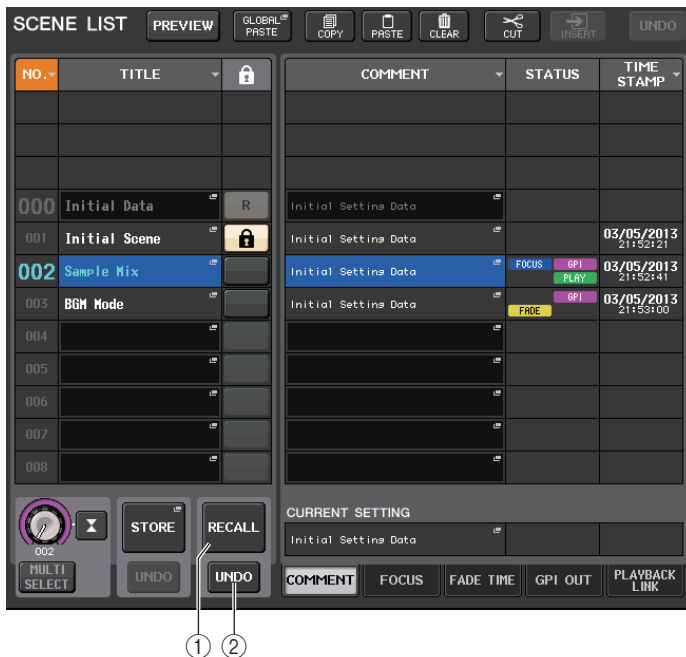 SCENE LIST PREVIEW GLOBAL PASTE COPY PASTE CLEAR CUT INSERT UNDO
NO. TITLE COMMENT STATUS TIME STAMP
000 Initial Data R Initial Setting Data
001 Initial Scene Initial Setting Data 03/05/2013 21:52:21
002 Sample Mix Initial Setting Data FOCUS GPI PLAY 03/05/2013 21:52:41
003 BGM Mode Initial Setting Data GPI FADE 03/05/2013 21:53:00
004
005
006
007
008
002
STORE RECALL
CURRENT SETTING
Initial Setting Data
MULTI SELECT UNDO UNDO COMMENT FOCUS FADE TIME GPI OUT PLAYBACK LINK
① ②